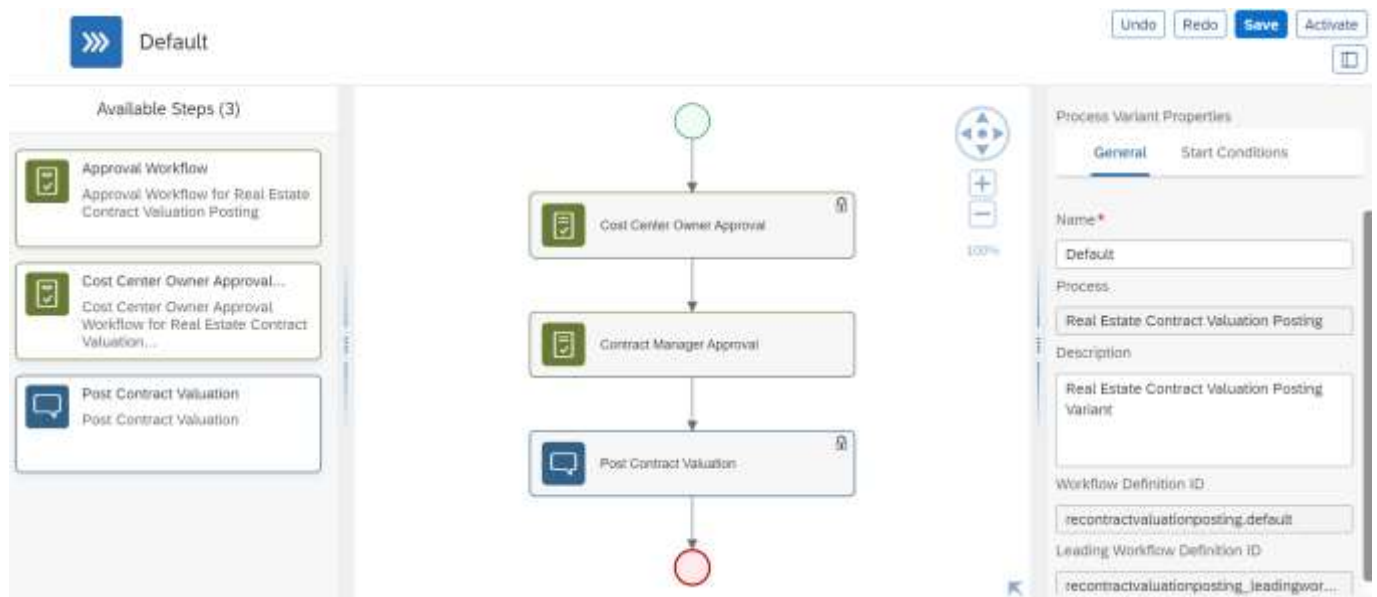 Default
Undo
Redo
Save
Activate
Available Steps (3)
Approval Workflow
Approval Workflow for Real Estate
Contract Valuation Posting
Cost Center Owner Approval...
Cost Center Owner Approval
Workflow for Real Estate Contract
Valuation...
Post Contract Valuation
Post Contract Valuation
Cost Center Owner Approval
Contract Manager Approval
Post Contract Valuation
100%
Process Variant Properties
General
Start Conditions
Name*
Default
Process
Real Estate Contract Valuation Posting
Description
Real Estate Contract Valuation Posting
Variant
Workflow Definition ID
recontractvaluationposting.default
Leading Workflow Definition ID
recontractvaluationposting_leadingwor...